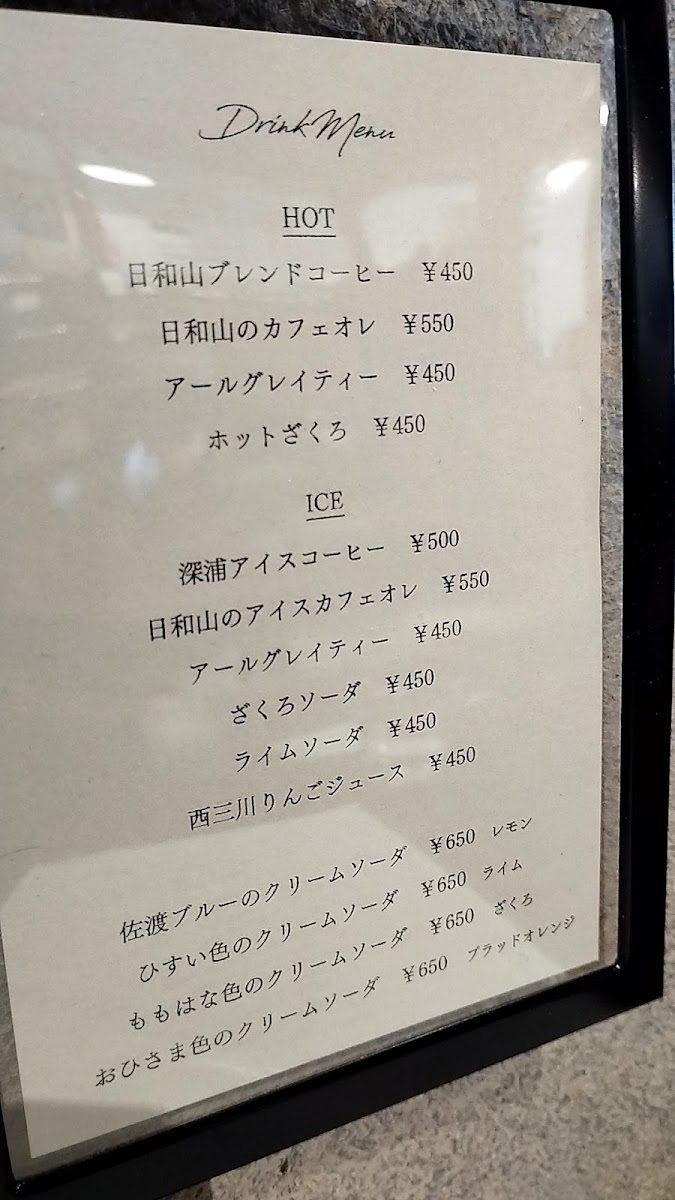 Drink Menu
HOT
日和山ブレンドコーヒー ¥450
日和山のカフェオレ ¥550
アールグレイティー ¥450
ホットざくろ ¥450
ICE
深浦アイスコーヒー ¥500
日和山のアイスカフェオレ ¥550
アールグレイティー ¥450
ざくろソーダ ¥450
ライムソーダ ¥450
西三川りんごジュース ¥450
佐渡ブルーのクリームソーダ ¥650 レモン
ひすい色のクリームソーダ ¥650 ライム
ももはな色のクリームソーダ ¥650 ざくろ
おひさま色のクリームソーダ ¥650 ブラッドオレンジ